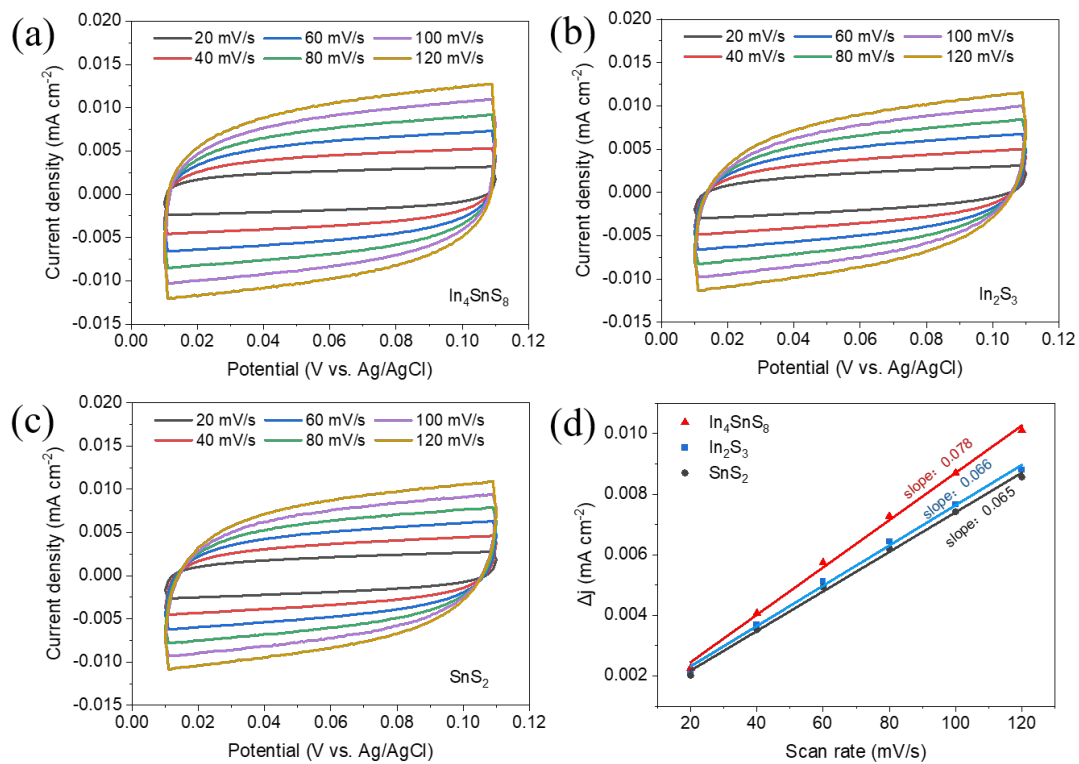 (a)
20 mV/s 60 mV/s 100 mV/s
40 mV/s 80 mV/s 120 mV/s
0.020
0.015
0.010
0.005
0.000
-0.005
-0.010
-0.015
Current density (mA cm⁻²)
In₄SnS₈
0.00 0.02 0.04 0.06 0.08 0.10 0.12
Potential (V vs. Ag/AgCl)
(b)
20 mV/s 60 mV/s 100 mV/s
40 mV/s 80 mV/s 120 mV/s
0.020
0.015
0.010
0.005
0.000
-0.005
-0.010
-0.015
Current density (mA cm⁻²)
In₂S₃
0.00 0.02 0.04 0.06 0.08 0.10 0.12
Potential (V vs. Ag/AgCl)
(c)
20 mV/s 60 mV/s 100 mV/s
40 mV/s 80 mV/s 120 mV/s
0.020
0.015
0.010
0.005
0.000
-0.005
-0.010
-0.015
Current density (mA cm⁻²)
SnS₂
0.00 0.02 0.04 0.06 0.08 0.10 0.12
Potential (V vs. Ag/AgCl)
(d)
In₄SnS₈
In₂S₃
SnS₂
slope: 0.078
slope: 0.066
slope: 0.065
0.010
0.008
0.006
0.004
0.002
Δj (mA cm⁻²)
20 40 60 80 100 120
Scan rate (mV/s)